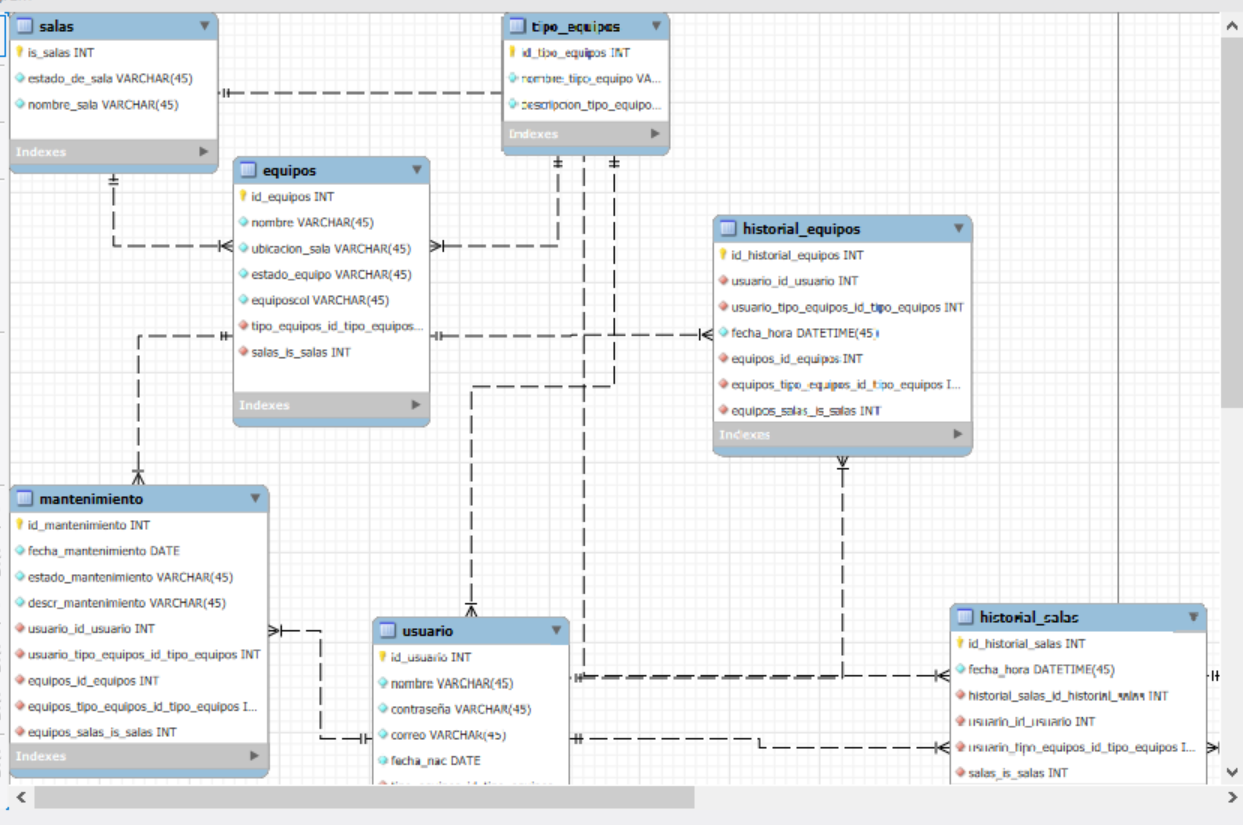 salas
is_salas INT
estado_de_sala VARCHAR(45)
nombre_sala VARCHAR(45)
Indexes
tipo_equipos
id_tipo_equipos INT
nombre_tipo_equipo VA...
descripcion_tipo_equipo...
Indexes
equipos
id_equipos INT
nombre VARCHAR(45)
ubicacion_sala VARCHAR(45)
estado_equipo VARCHAR(45)
equiposcol VARCHAR(45)
tipo_equipos_id_tipo_equipos...
salas_is_salas INT
Indexes
historial_equipos
id_historial_equipos INT
usuario_id_usuario INT
usuario_tipo_equipos_id_tipo_equipos INT
fecha_hora DATETIME(45)
equipos_id_equipos INT
equipos_tipo_equipos_id_tipo_equipos I...
equipos_salas_is_salas INT
Indexes
mantenimiento
id_mantenimiento INT
fecha_mantenimiento DATE
estado_mantenimiento VARCHAR(45)
descr_mantenimiento VARCHAR(45)
usuario_id_usuario INT
usuario_tipo_equipos_id_tipo_equipos INT
equipos_id_equipos INT
equipos_tipo_equipos_id_tipo_equipos I...
equipos_salas_is_salas INT
Indexes
usuario
id_usuario INT
nombre VARCHAR(45)
contraseña VARCHAR(45)
correo VARCHAR(45)
fecha_nac DATE
historial_salas
id_historial_salas INT
fecha_hora DATETIME(45)
historial_salas_id_historial_salas INT
usuario_id_usuario INT
usuario_tipo_equipos_id_tipo_equipos I...
salas_is_salas INT